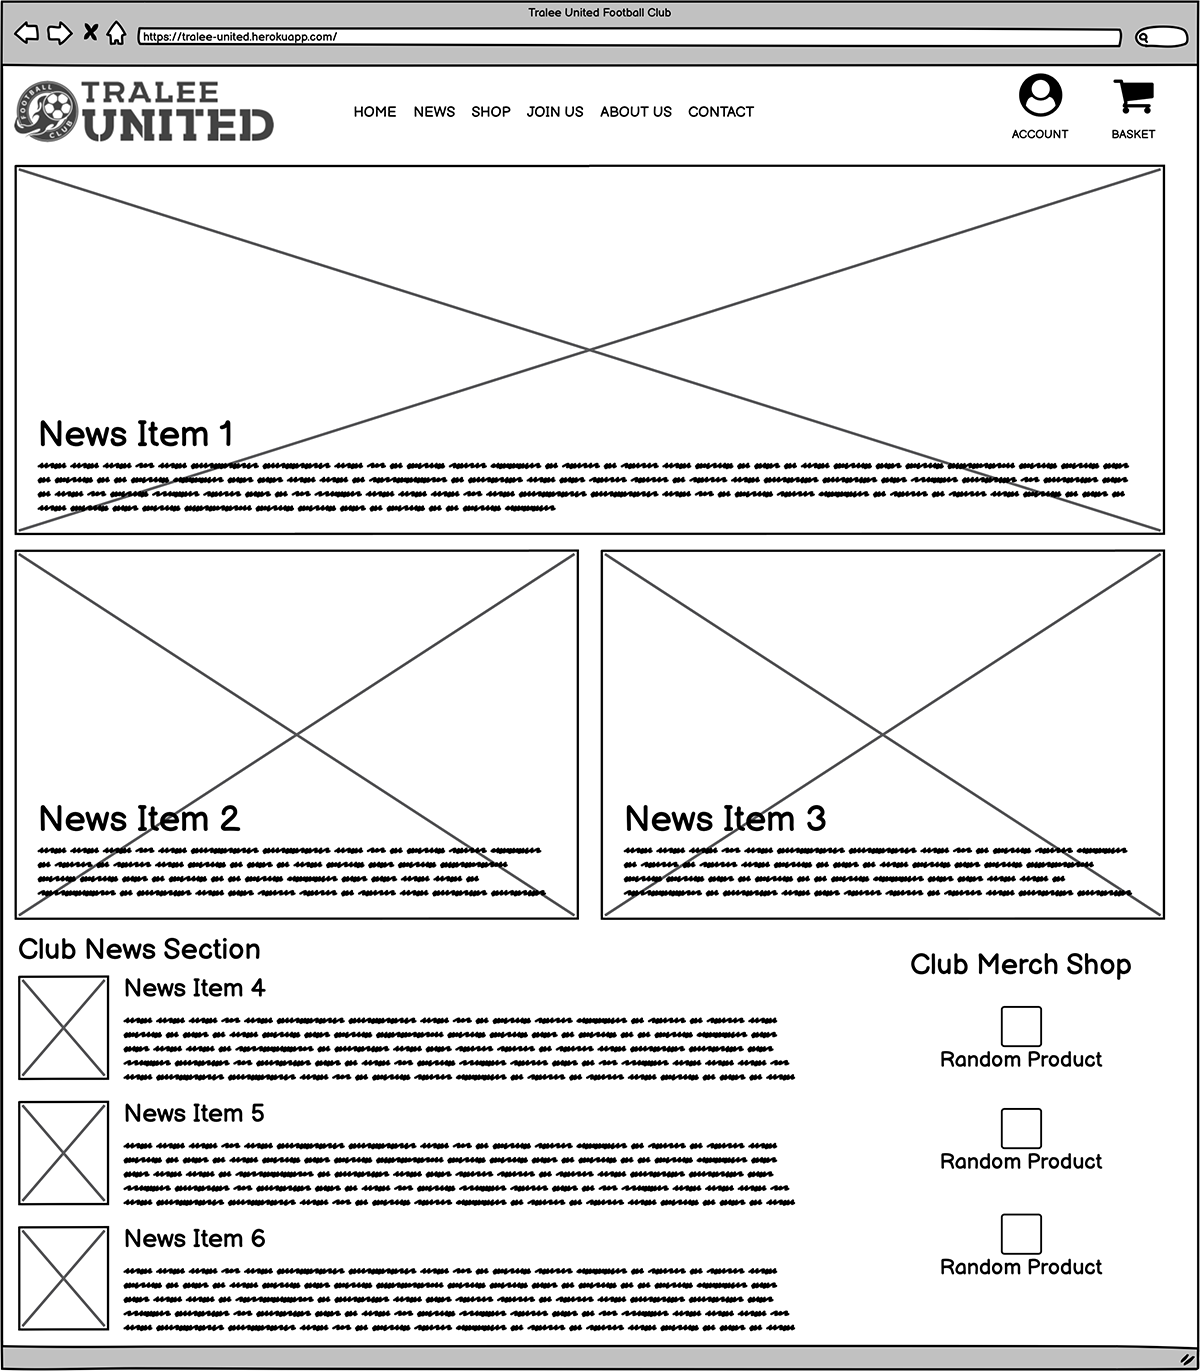 Tralee United Football Club
https://tralee-united.herokuapp.com/
FOOTBALL
CLUB
TRALEE
UNITED
HOME NEWS SHOP JOIN US ABOUT US CONTACT
ACCOUNT BASKET
News Item 1
News Item 2
News Item 3
Club News Section
News Item 4
News Item 5
News Item 6
Club Merch Shop
Random Product
Random Product
Random Product